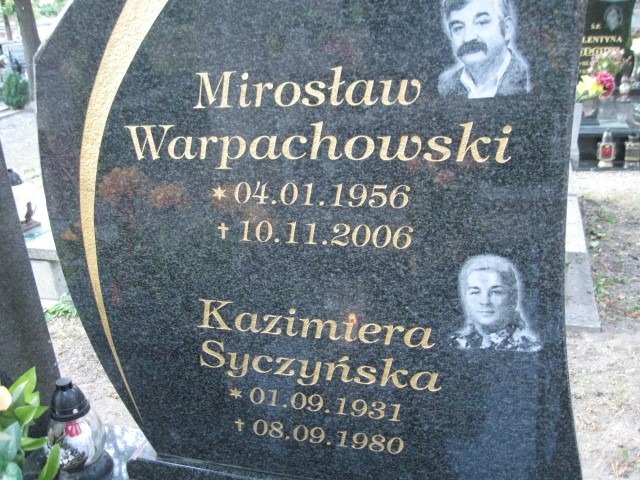 Mirosław
Warpachowski
* 04.01.1956
† 10.11.2006
Kazimiera
Syczyńska
* 01.09.1931
† 08.09.1980
Ś.P.